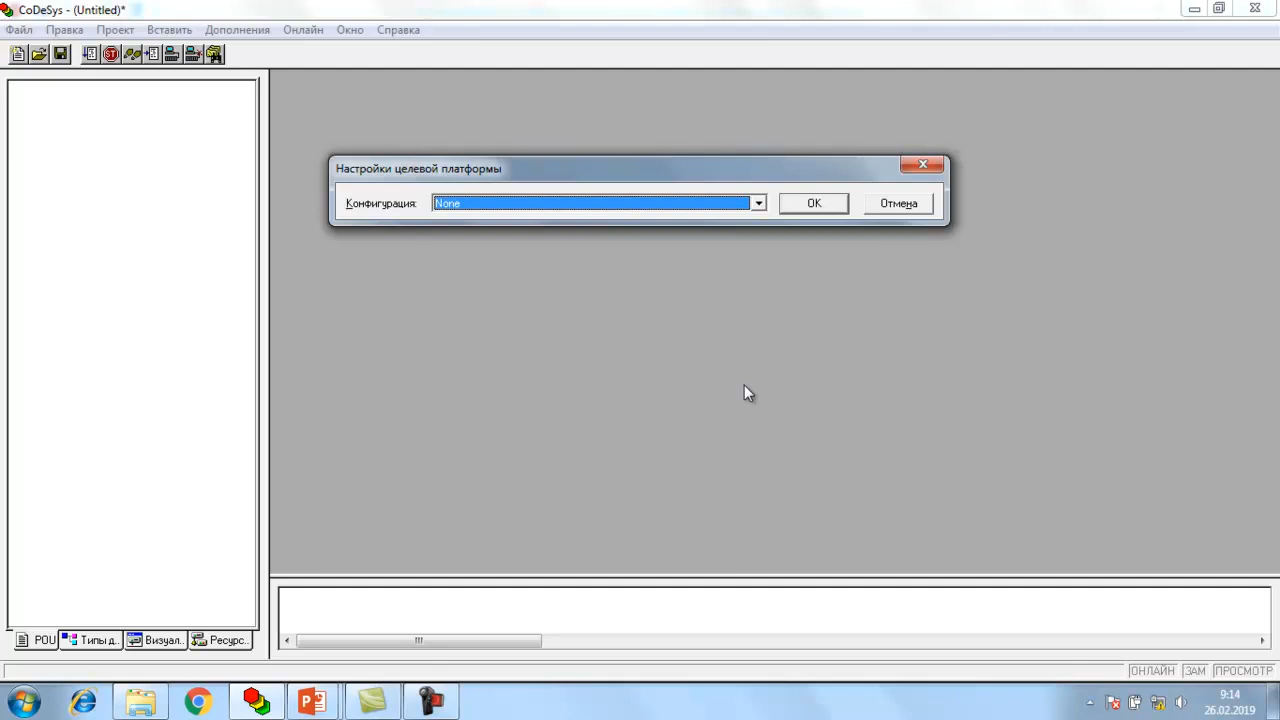 CoDeSys - (Untitled)*
Файл Правка Проект Вставить Дополнения Онлайн Окно Справка
Настройки целевой платформы
Конфигурация: None OK Отмена
POU Типы д.. Визуал.. Ресурс..
ОНЛАЙН ЗАМ ПРОСМОТР
9:14
26.02.2019